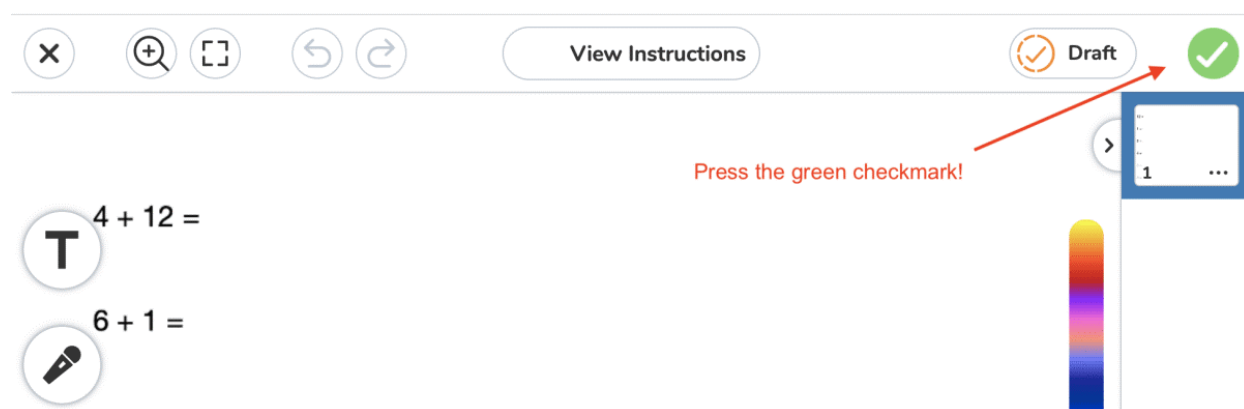 View Instructions
Draft
Press the green checkmark!
1
4 + 12 =
T
6 + 1 =